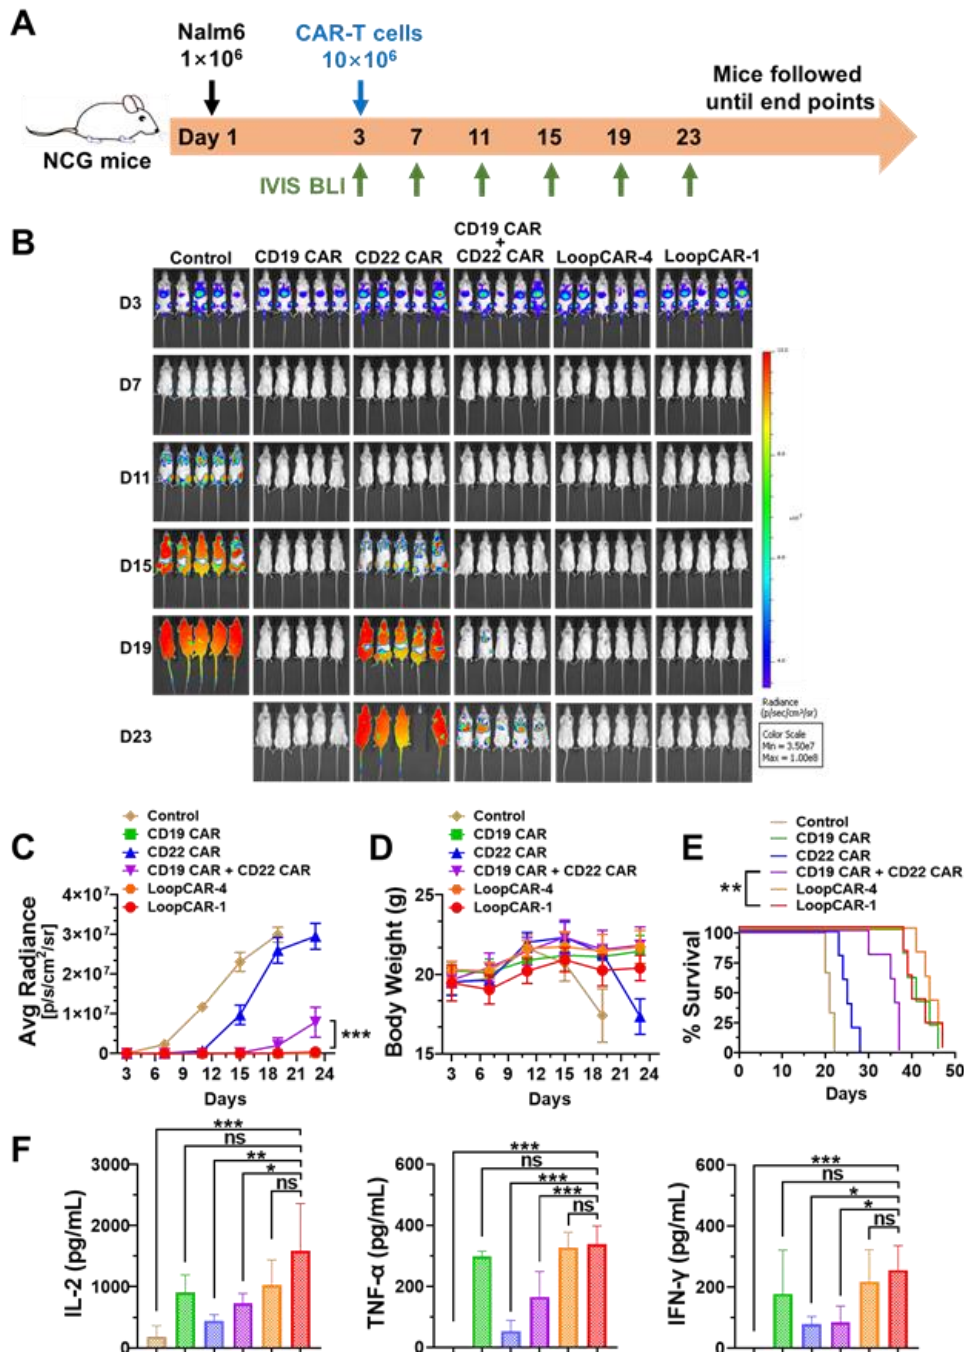 A
Nalm6
1×10⁶
CAR-T cells
10×10⁶
Mice followed
until end points
NCG mice
Day 1
3
7
11
15
19
23
IVIS BLI
B
Control
CD19 CAR
CD22 CAR
CD19 CAR
+
CD22 CAR
LoopCAR-4
LoopCAR-1
D3
D7
D11
D15
D19
D23
Radiance
(p/sec/cm²/sr)
Color Scale
Min = 3.50e7
Max = 1.00e8
C
Control
CD19 CAR
CD22 CAR
CD19 CAR + CD22 CAR
LoopCAR-4
LoopCAR-1
Avg Radiance
[p/s/cm²/sr]
4×10⁷
3×10⁷
2×10⁷
1×10⁷
0
3 6 9 12 15 18 21 24
Days
***
D
Control
CD19 CAR
CD22 CAR
CD19 CAR + CD22 CAR
LoopCAR-4
LoopCAR-1
Body Weight (g)
25
20
15
3 6 9 12 15 18 21 24
Days
E
Control
CD19 CAR
CD22 CAR
CD19 CAR + CD22 CAR
LoopCAR-4
LoopCAR-1
**
% Survival
100
75
50
25
0
0 10 20 30 40 50
Days
F
IL-2 (pg/mL)
3000
2000
1000
0
***
ns
**
*
ns
TNF-α (pg/mL)
600
400
200
0
***
ns
***
***
ns
IFN-γ (pg/mL)
600
400
200
0
***
ns
*
*
ns